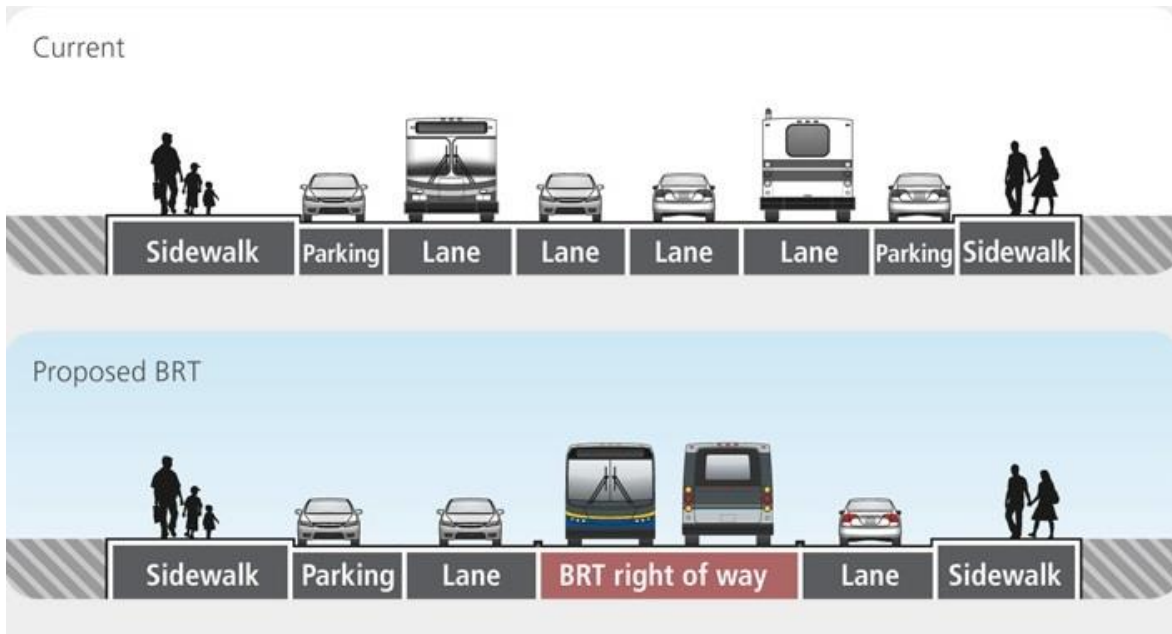 Current
Sidewalk Parking Lane Lane Lane Lane Parking Sidewalk
Proposed BRT
Sidewalk Parking Lane BRT right of way Lane Sidewalk